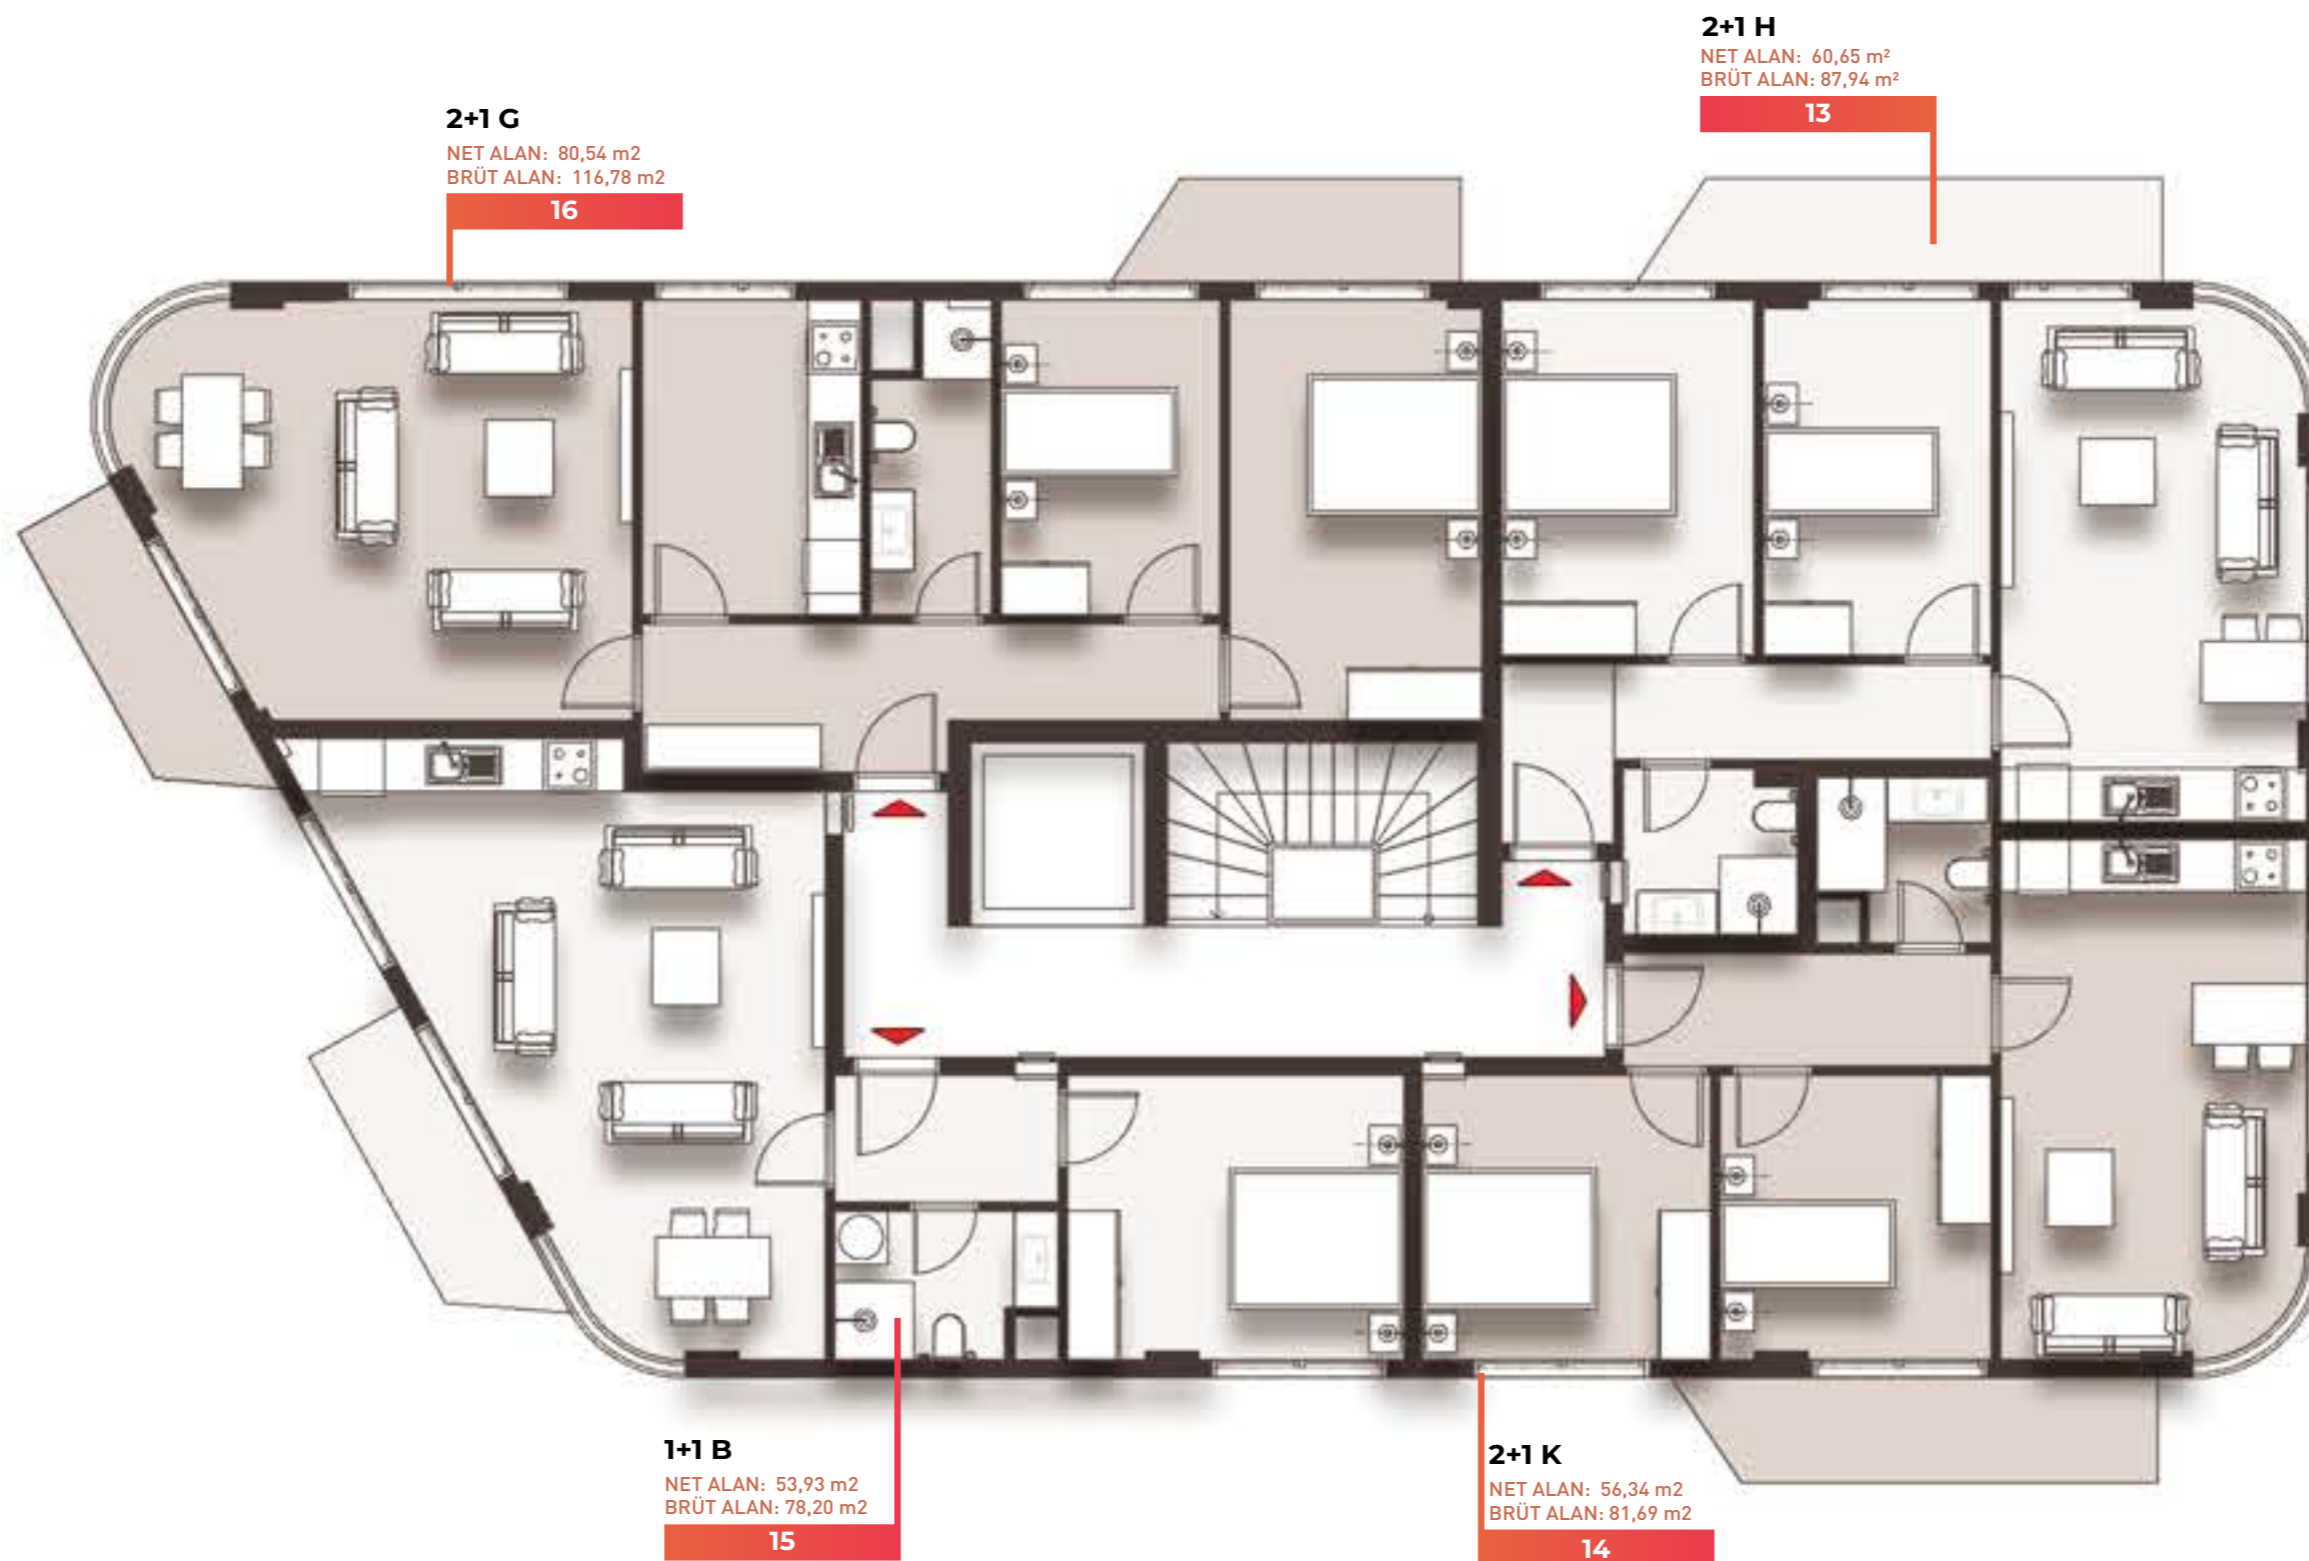 2+1 H
NET ALAN: 60,65 m²
BRÜT ALAN: 87,94 m²
13
2+1 G
NET ALAN: 80,54 m2
BRÜT ALAN: 116,78 m2
16
1+1 B
NET ALAN: 53,93 m2
BRÜT ALAN: 78,20 m2
15
2+1 K
NET ALAN: 56,34 m2
BRÜT ALAN: 81,69 m2
14